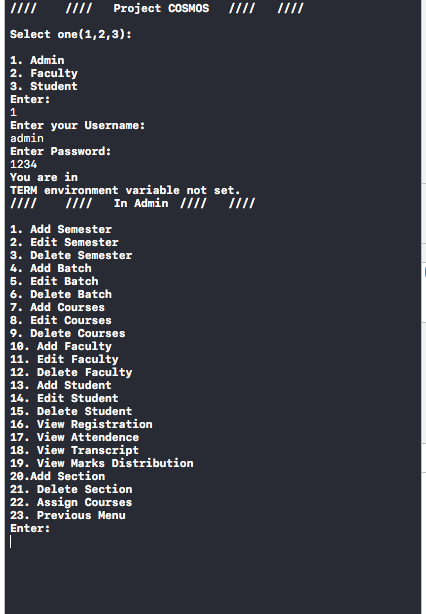 ////    ////   Project COSMOS   ////   ////
Select one(1,2,3):
1. Admin
2. Faculty
3. Student
Enter:
1
Enter your Username:
admin
Enter Password:
1234
You are in
TERM environment variable not set.
////    ////   In Admin  ////   ////
1. Add Semester
2. Edit Semester
3. Delete Semester
4. Add Batch
5. Edit Batch
6. Delete Batch
7. Add Courses
8. Edit Courses
9. Delete Courses
10. Add Faculty
11. Edit Faculty
12. Delete Faculty
13. Add Student
14. Edit Student
15. Delete Student
16. View Registration
17. View Attendence
18. View Transcript
19. View Marks Distribution
20.Add Section
21. Delete Section
22. Assign Courses
23. Previous Menu
Enter: